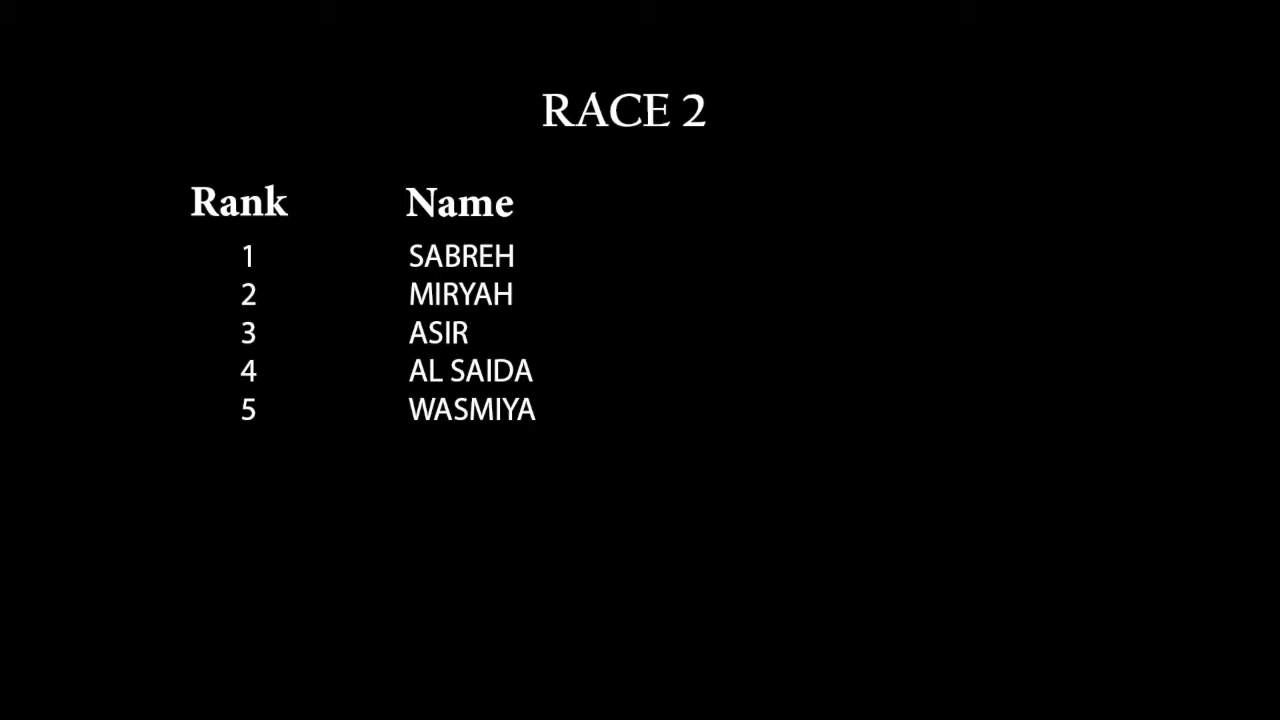 RACE 2
Rank Name
1 SABREH
2 MIRYAH
3 ASIR
4 AL SAIDA
5 WASMIYA